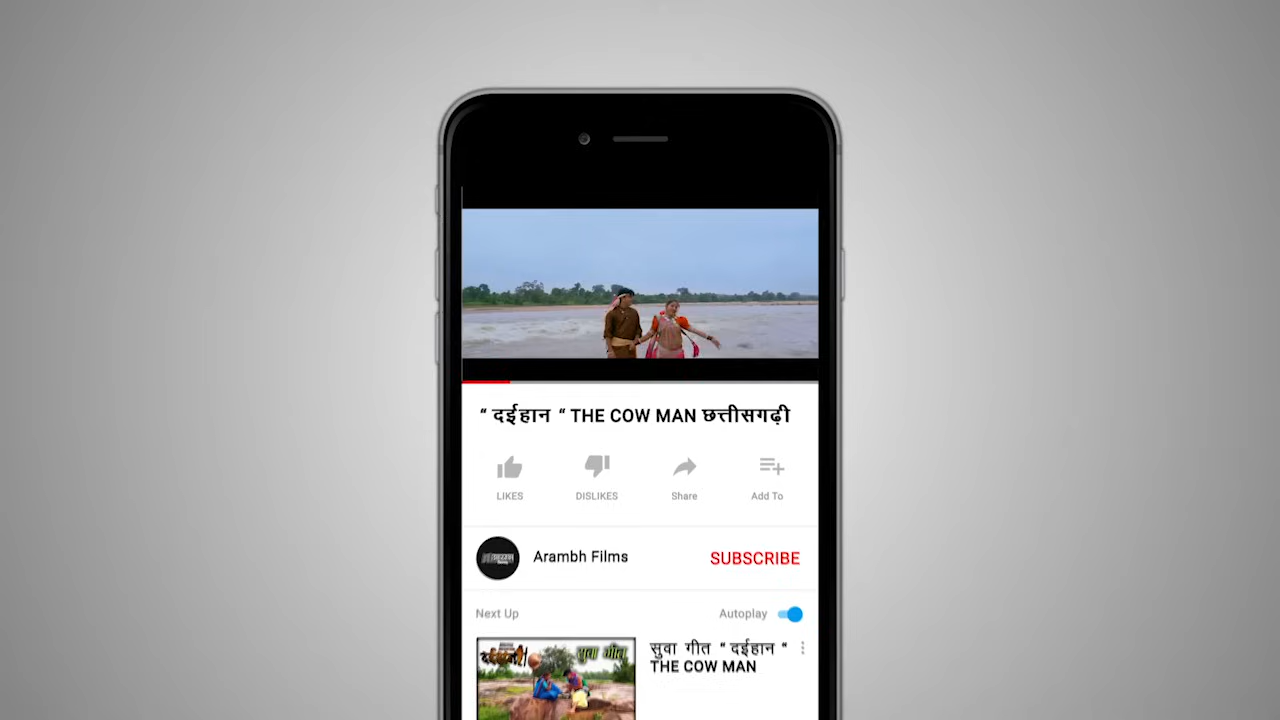 “ दईहान “ THE COW MAN छत्तीसगढ़ी
LIKES
DISLIKES
Share
Add To
Arambh Films
SUBSCRIBE
Next Up
Autoplay
सुवा गीत
सुवा गीत “ दईहान “
THE COW MAN